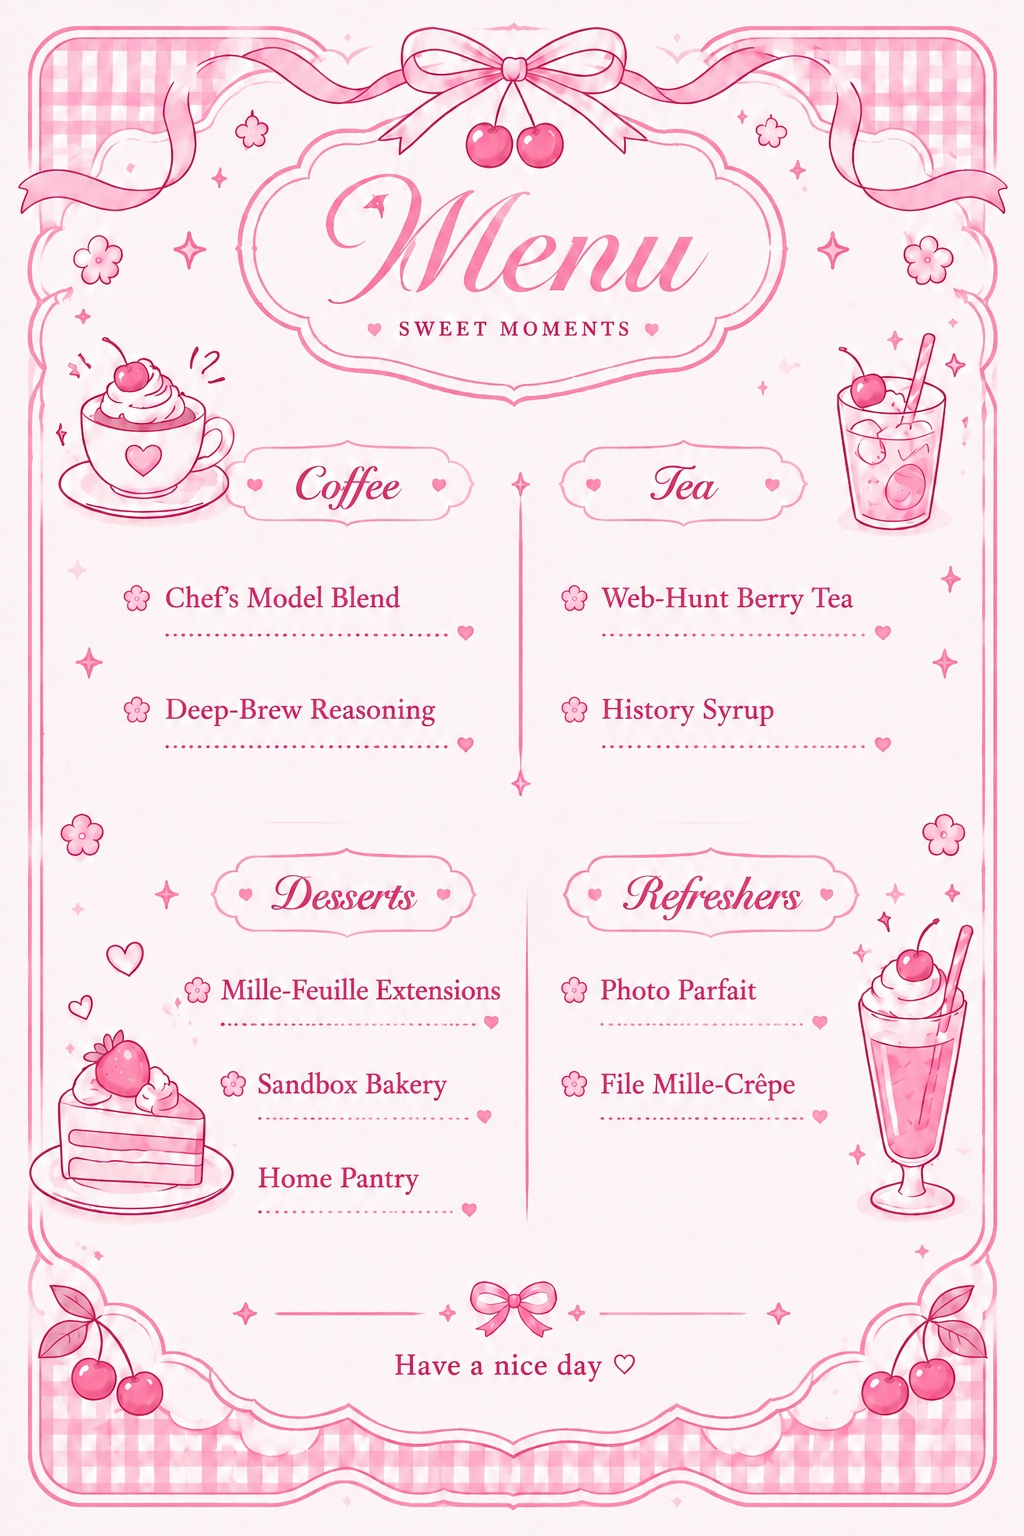 Menu
SWEET MOMENTS
Coffee
Chef's Model Blend
Deep-Brew Reasoning
Tea
Web-Hunt Berry Tea
History Syrup
Desserts
Mille-Feuille Extensions
Sandbox Bakery
Home Pantry
Refreshers
Photo Parfait
File Mille-Crêpe
Have a nice day ♡